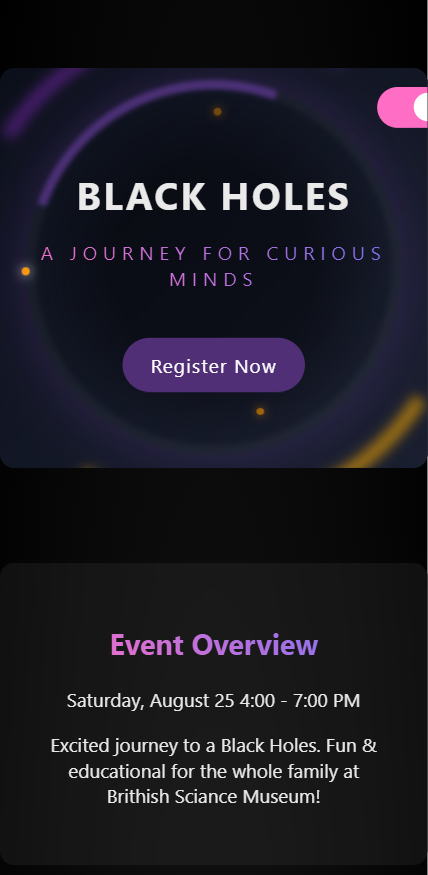 BLACK HOLES
A JOURNEY FOR CURIOUS
MINDS
Register Now
Event Overview
Saturday, August 25 4:00 - 7:00 PM
Excited journey to a Black Holes. Fun &
educational for the whole family at
Brithish Sciance Museum!